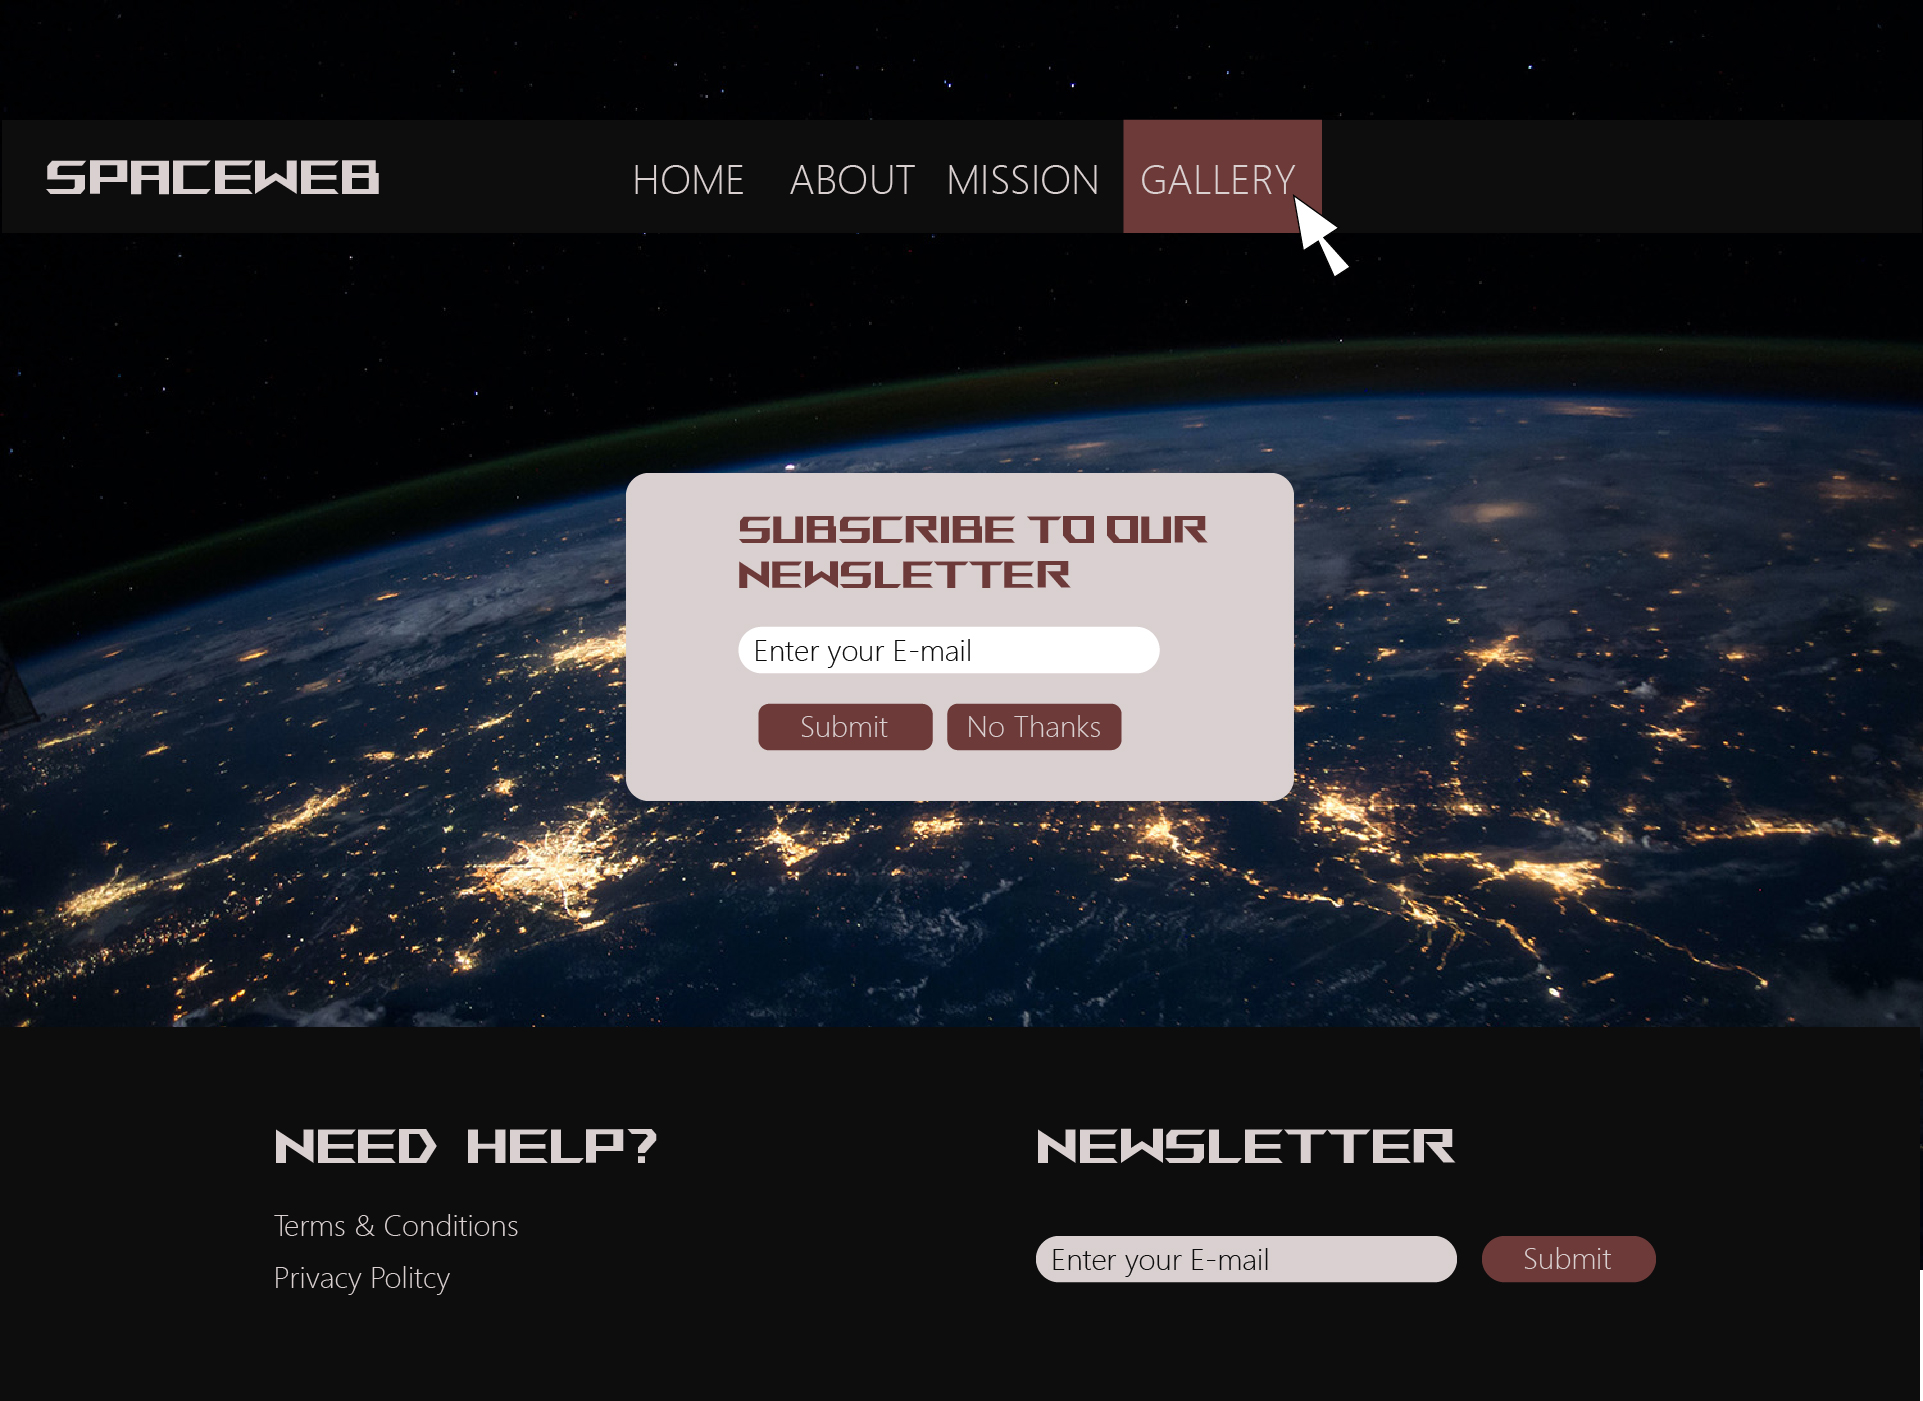 SPACEWEB
HOME ABOUT MISSION GALLERY
SUBSCRIBE TO OUR
NEWSLETTER
Enter your E-mail
Submit No Thanks
NEED HELP?
Terms & Conditions
Privacy Politcy
NEWSLETTER
Enter your E-mail Submit